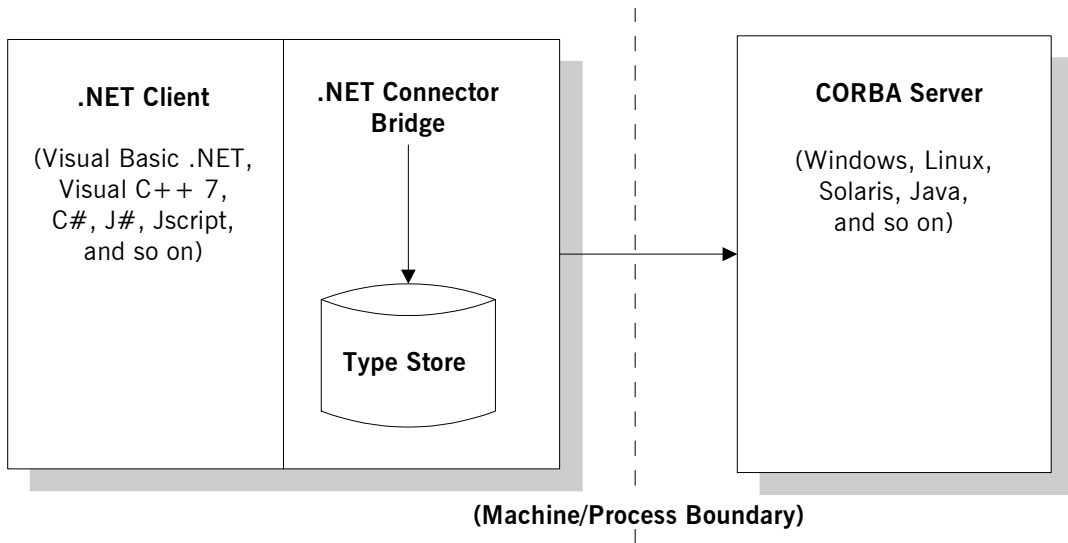 .NET Client
(Visual Basic .NET,
Visual C++ 7,
C#, J#, Jscript,
and so on)
.NET Connector
Bridge
Type Store
CORBA Server
(Windows, Linux,
Solaris, Java,
and so on)
(Machine/Process Boundary)